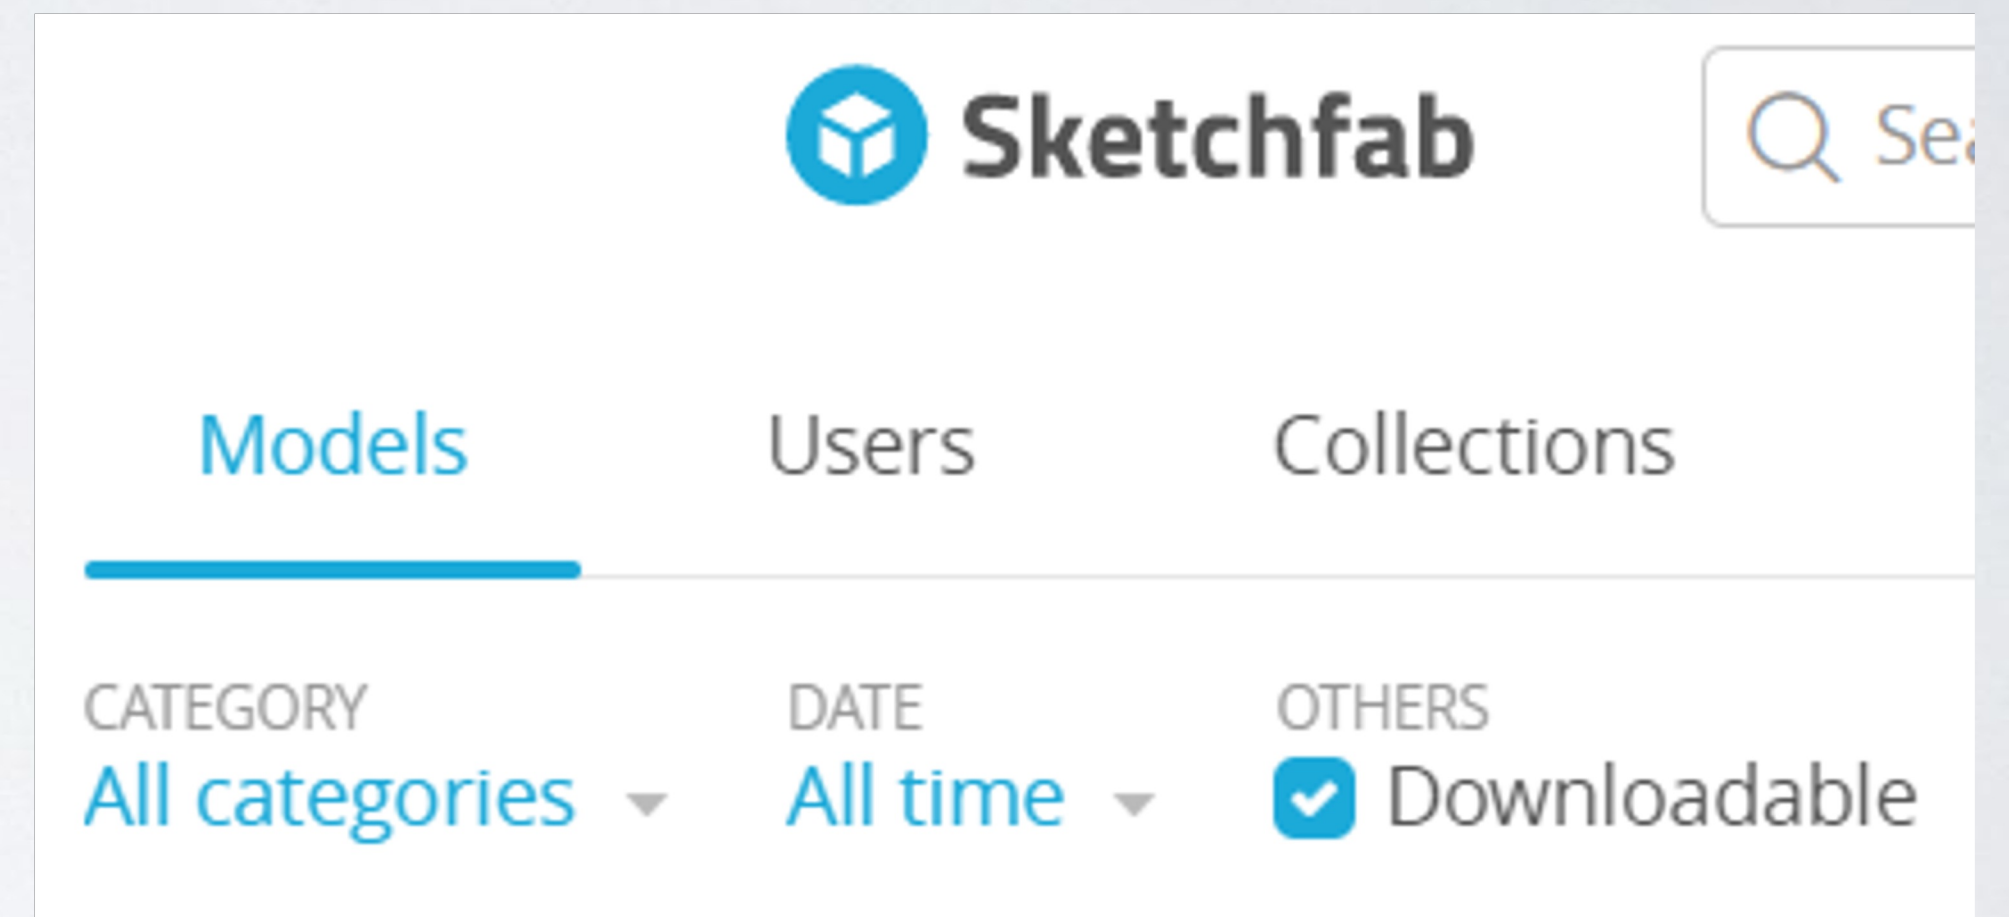 Sketchfab
Models Users Collections
CATEGORY DATE OTHERS
All categories All time Downloadable